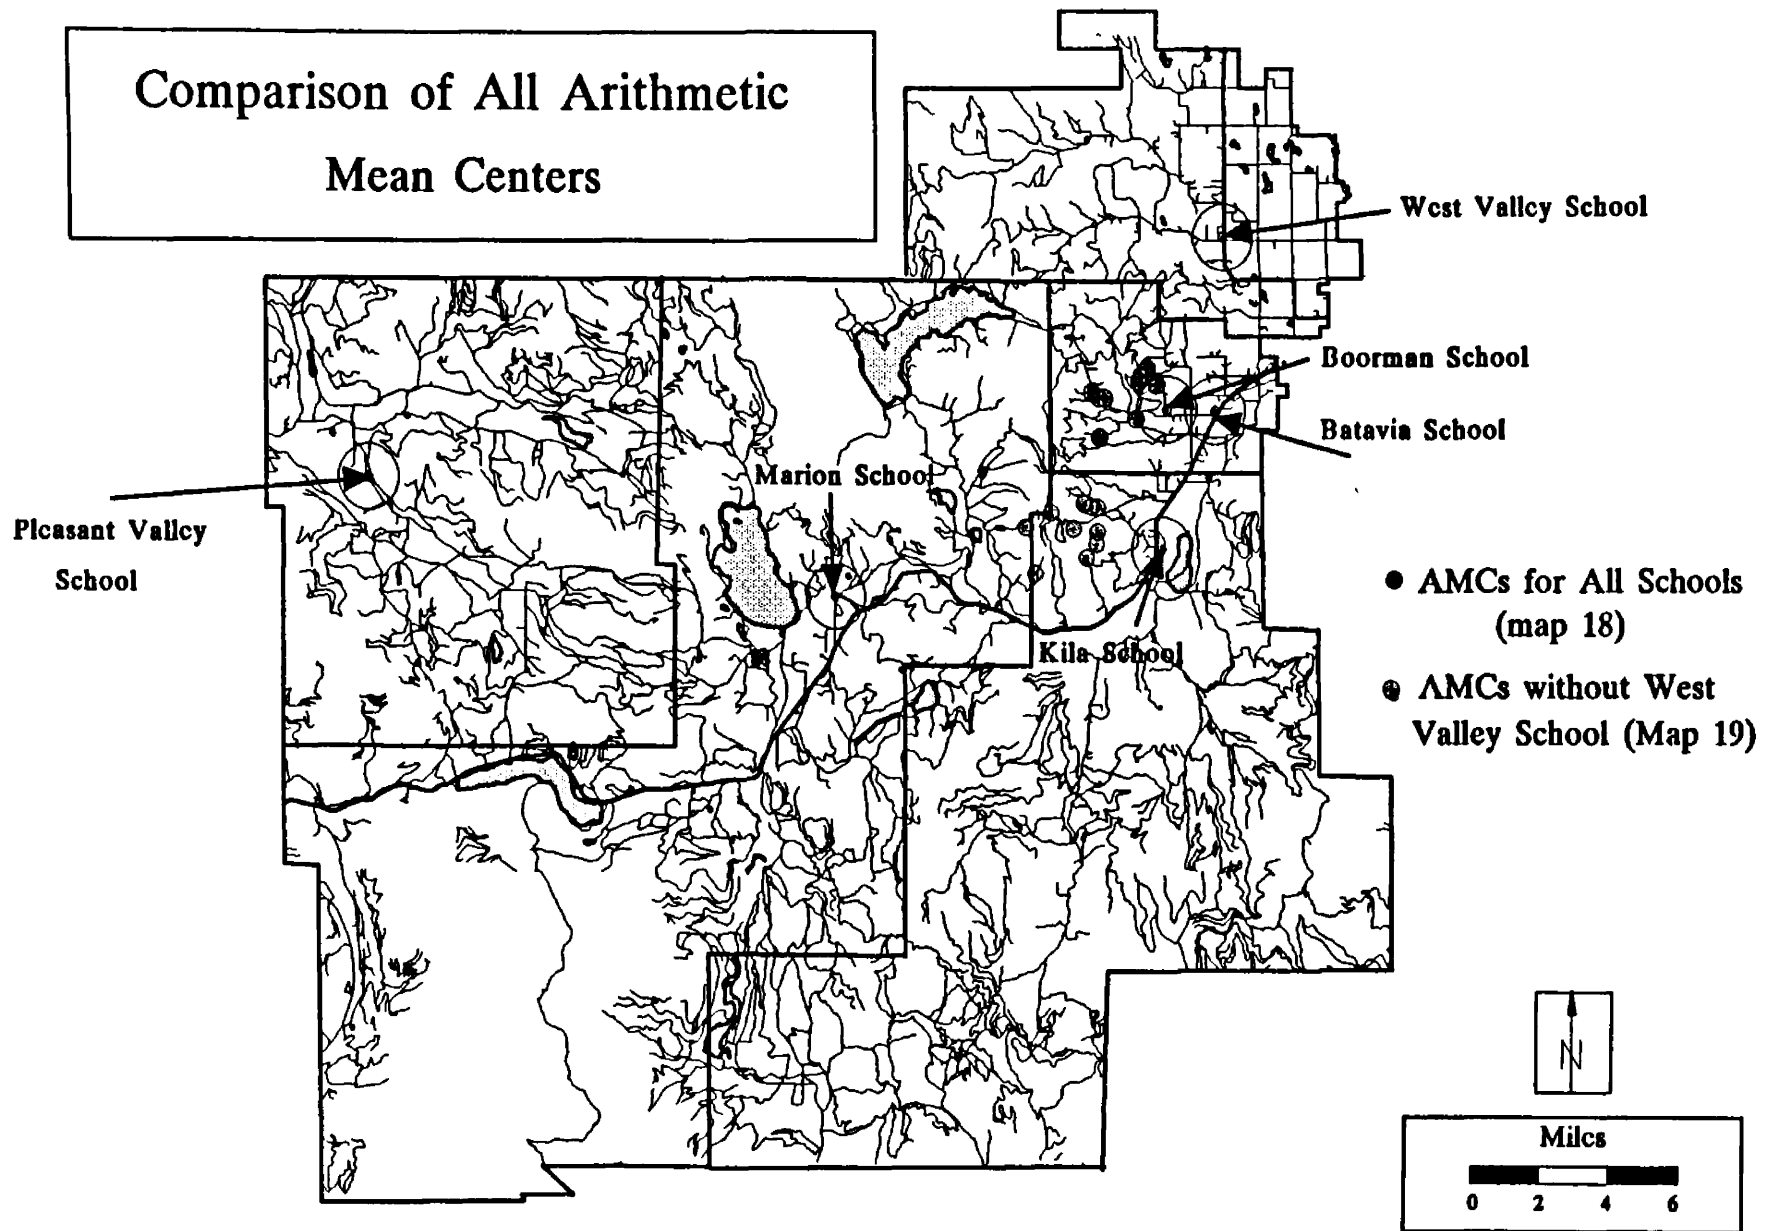 Comparison of All Arithmetic
Mean Centers
West Valley School
Boorman School
Batavia School
Marion School
Pleasant Valley
School
Kila School
AMCs for All Schools
(map 18)
AMCs without West
Valley School (Map 19)
N
Miles
0 2 4 6